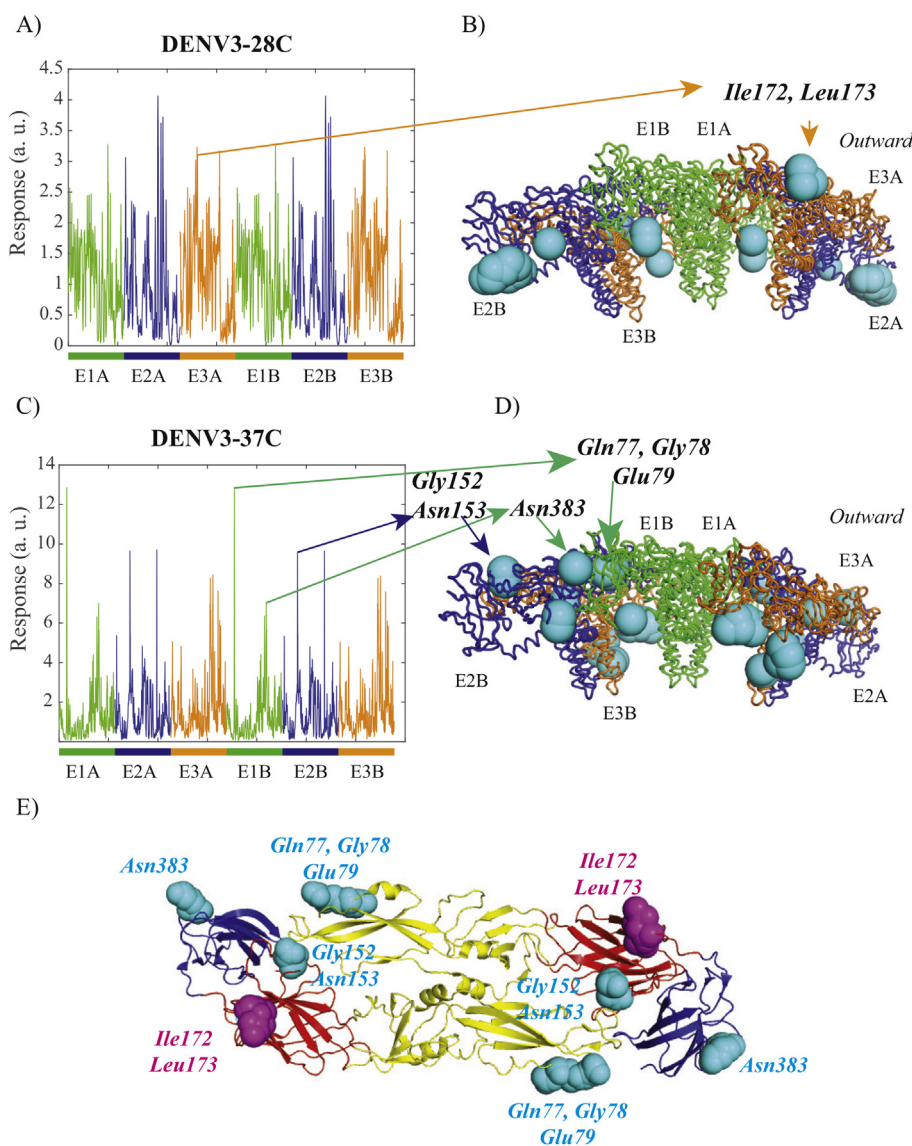 A)
DENV3-28C
Response (a. u.)
4.5
4
3.5
3
2.5
2
1.5
1
0.5
0
E1A E2A E3A E1B E2B E3B
B)
Ile172, Leu173
E1B E1A
Outward
E3A
E2B
E3B
E2A
C)
DENV3-37C
Response (a. u.)
14
12
10
8
6
4
2
E1A E2A E3A E1B E2B E3B
D)
Gln77, Gly78
Glu79
Gly152
Asn153
Asn383
E1B E1A
Outward
E3A
E2B
E3B
E2A
E)
Asn383
Gln77, Gly78
Glu79
Ile172
Leu173
Gly152
Asn153
Gly152
Asn153
Ile172
Leu173
Asn383
Gln77, Gly78
Glu79